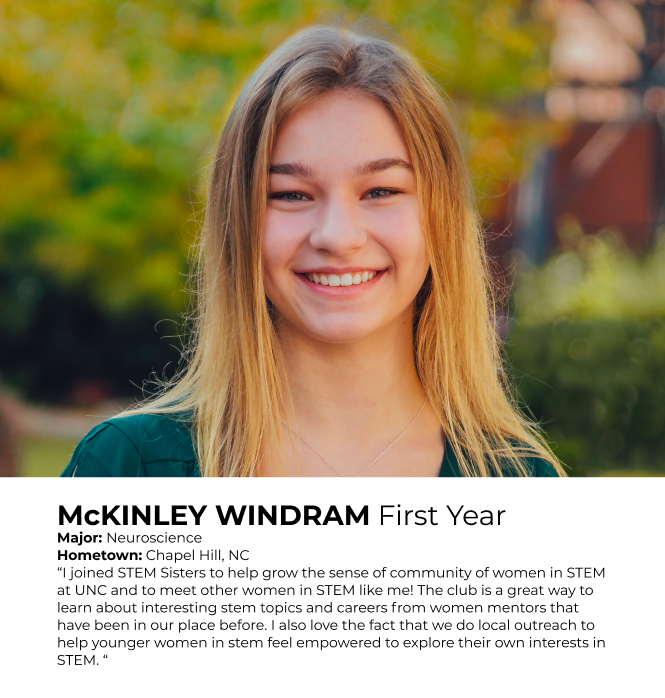 McKINLEY WINDRAM First Year
Major: Neuroscience
Hometown: Chapel Hill, NC
“I joined STEM Sisters to help grow the sense of community of women in STEM
at UNC and to meet other women in STEM like me! The club is a great way to
learn about interesting stem topics and careers from women mentors that
have been in our place before. I also love the fact that we do local outreach to
help younger women in stem feel empowered to explore their own interests in
STEM. “